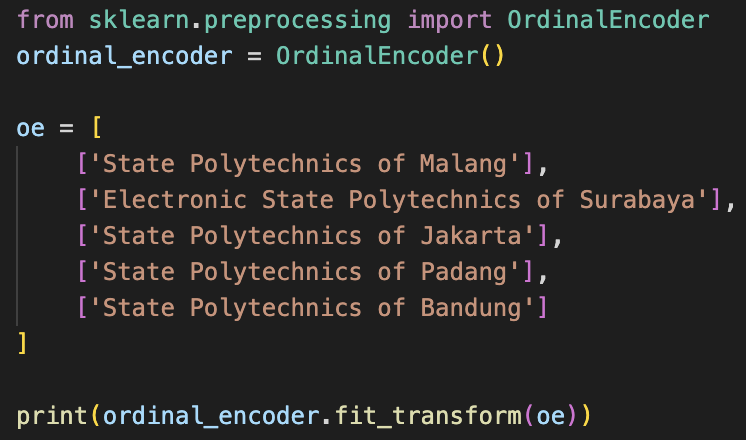 from sklearn.preprocessing import OrdinalEncoder
ordinal_encoder = OrdinalEncoder()

oe = [
    ['State Polytechnics of Malang'],
    ['Electronic State Polytechnics of Surabaya'],
    ['State Polytechnics of Jakarta'],
    ['State Polytechnics of Padang'],
    ['State Polytechnics of Bandung']
]

print(ordinal_encoder.fit_transform(oe))